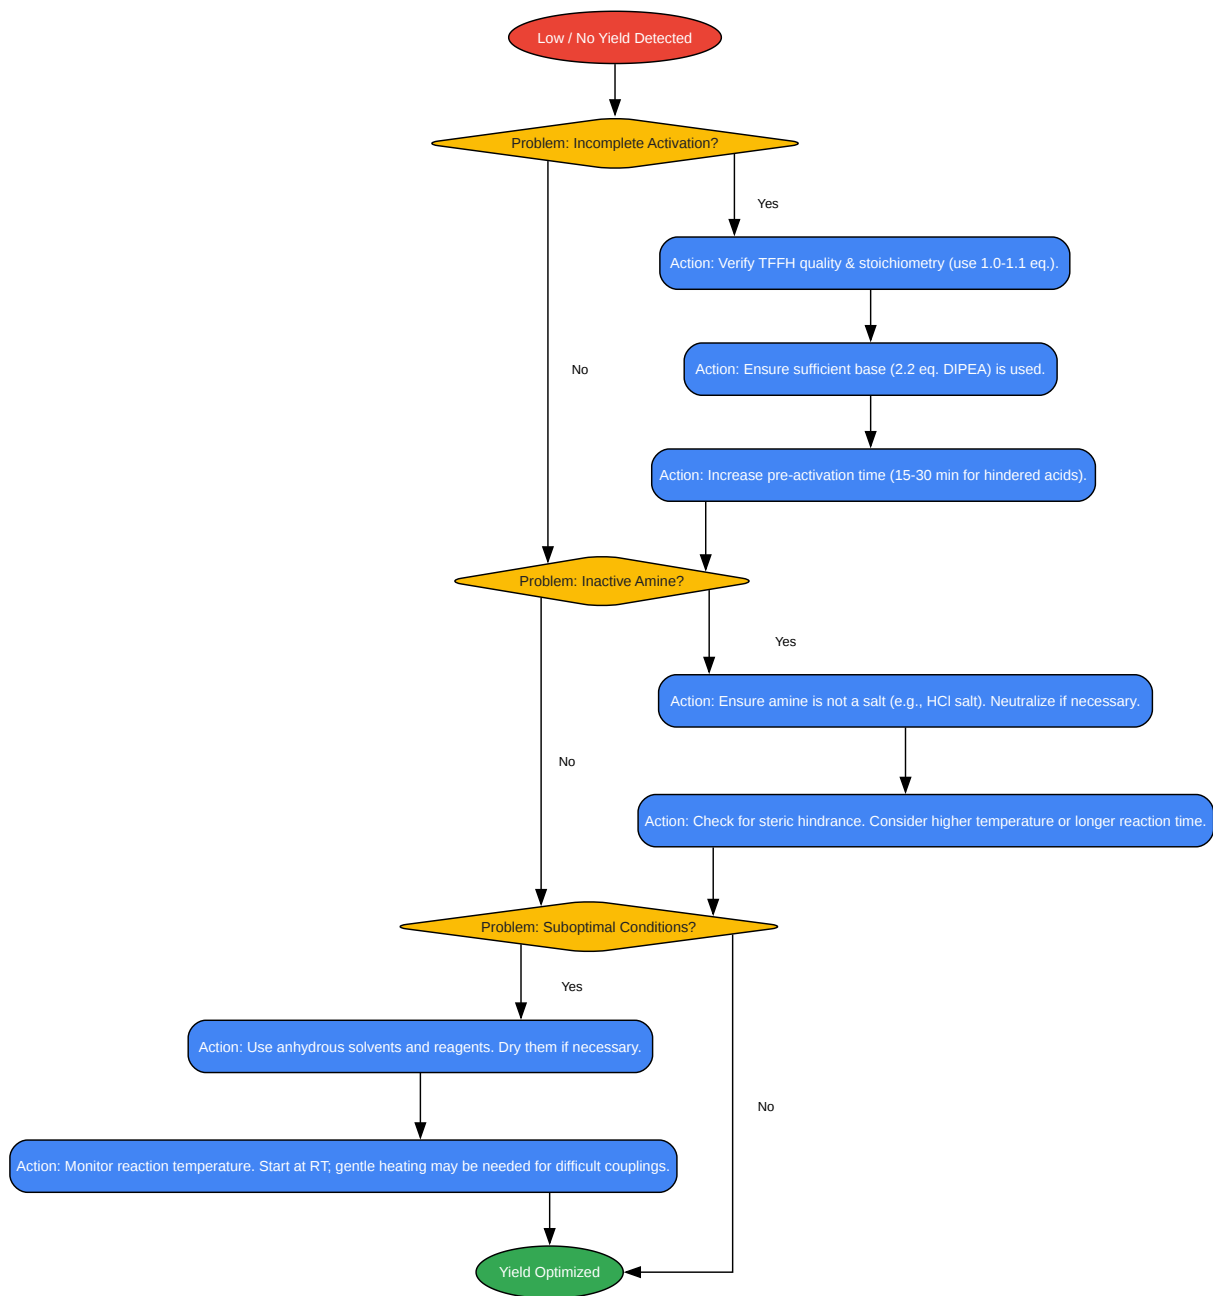 Low / No Yield Detected
Problem: Incomplete Activation?
Yes
Action: Verify TFFH quality & stoichiometry (use 1.0-1.1 eq.).
Action: Ensure sufficient base (2.2 eq. DIPEA) is used.
No
Action: Increase pre-activation time (15-30 min for hindered acids).
Problem: Inactive Amine?
Yes
Action: Ensure amine is not a salt (e.g., HCl salt). Neutralize if necessary.
No
Action: Check for steric hindrance. Consider higher temperature or longer reaction time.
Problem: Suboptimal Conditions?
Yes
Action: Use anhydrous solvents and reagents. Dry them if necessary.
No
Action: Monitor reaction temperature. Start at RT; gentle heating may be needed for difficult couplings.
Yield Optimized